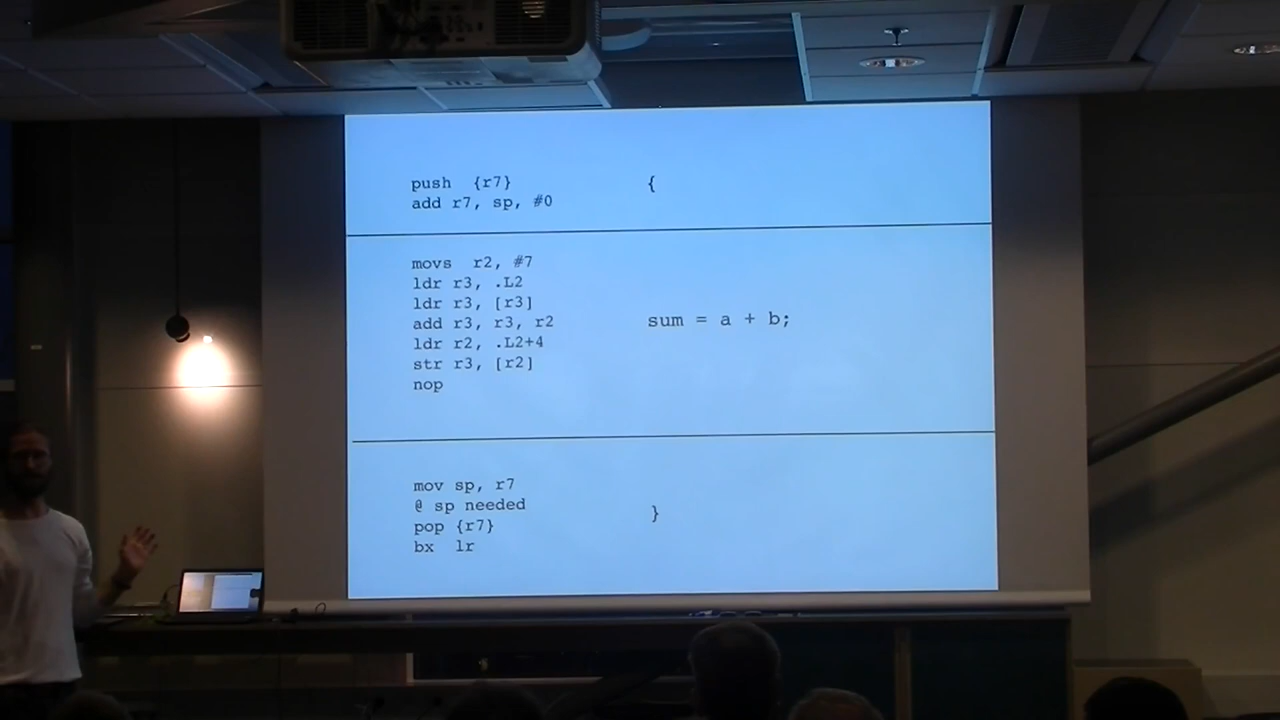 push  {r7}    {
add r7, sp, #0
movs  r2, #7
ldr r3, .L2
ldr r3, [r3]
add r3, r3, r2    sum = a + b;
ldr r2, .L2+4
str r3, [r2]
nop
mov sp, r7
@ sp needed
pop {r7}    }
bx  lr